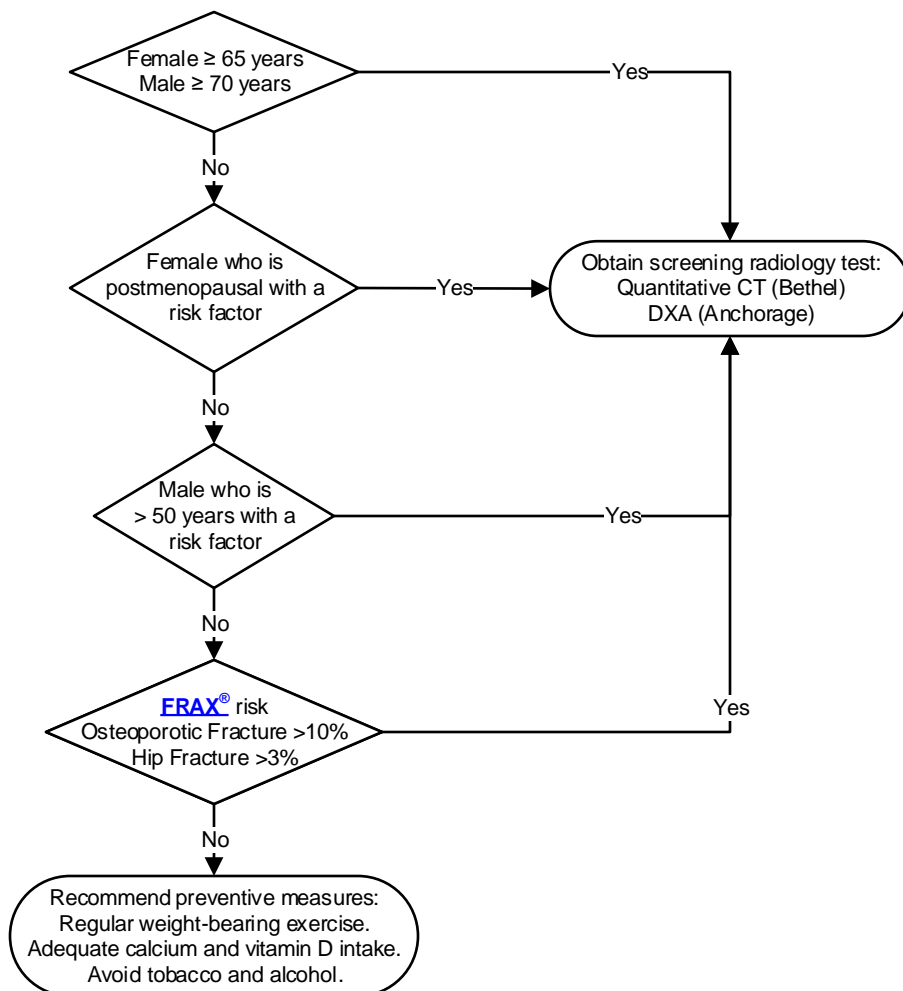 Female ≥ 65 years
Male ≥ 70 years
Yes
No
Female who is
postmenopausal with a
risk factor
Yes
Obtain screening radiology test:
Quantitative CT (Bethel)
DXA (Anchorage)
No
Male who is
> 50 years with a
risk factor
Yes
No
FRAX® risk
Osteoporotic Fracture >10%
Hip Fracture >3%
Yes
No
Recommend preventive measures:
Regular weight-bearing exercise.
Adequate calcium and vitamin D intake.
Avoid tobacco and alcohol.